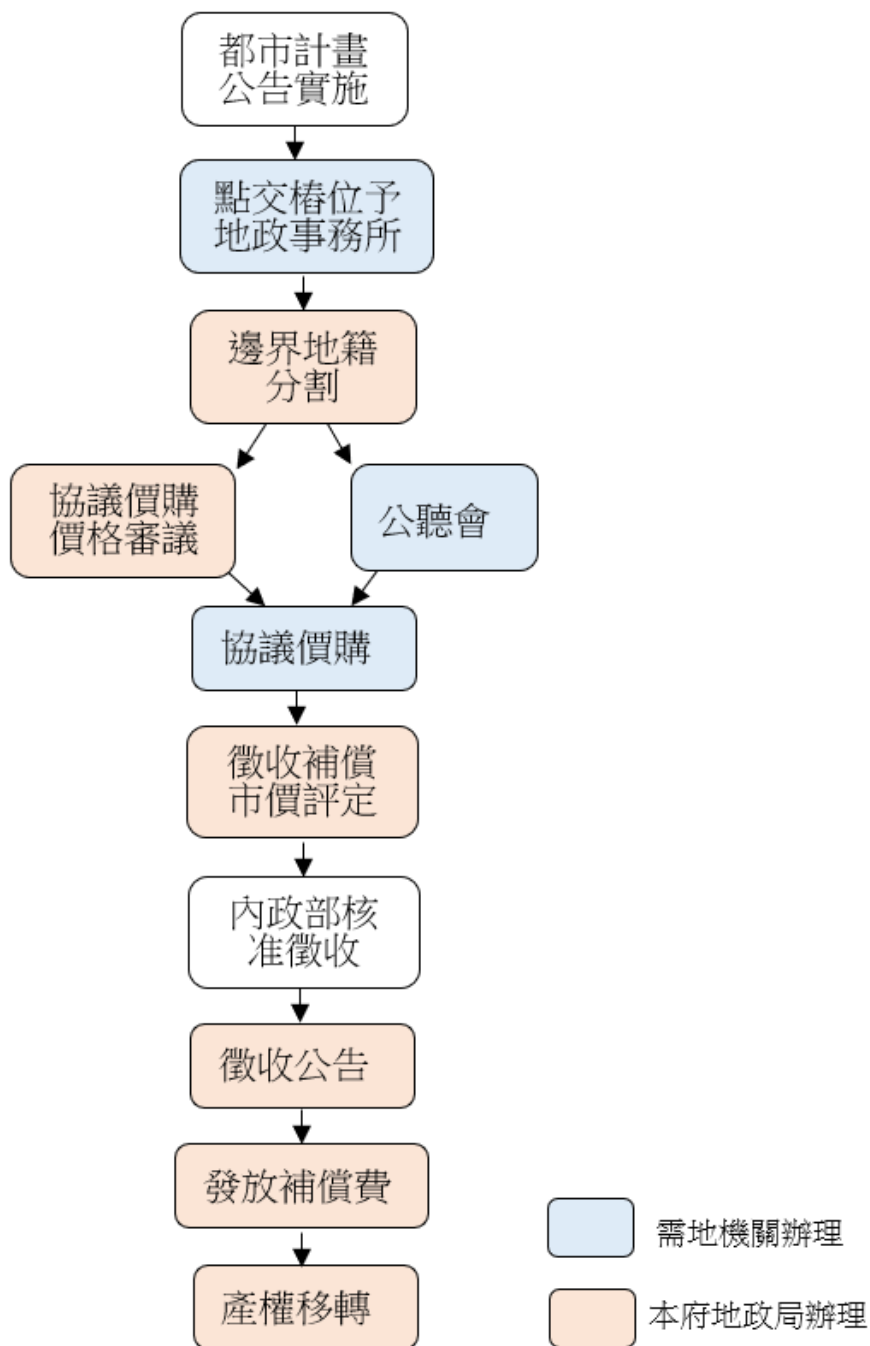 都市計畫
公告實施
點交樁位予
地政事務所
邊界地籍
分割
協議價購
價格審議
公聽會
協議價購
徵收補償
市價評定
內政部核
准徵收
徵收公告
發放補償費
產權移轉
需地機關辦理
本府地政局辦理